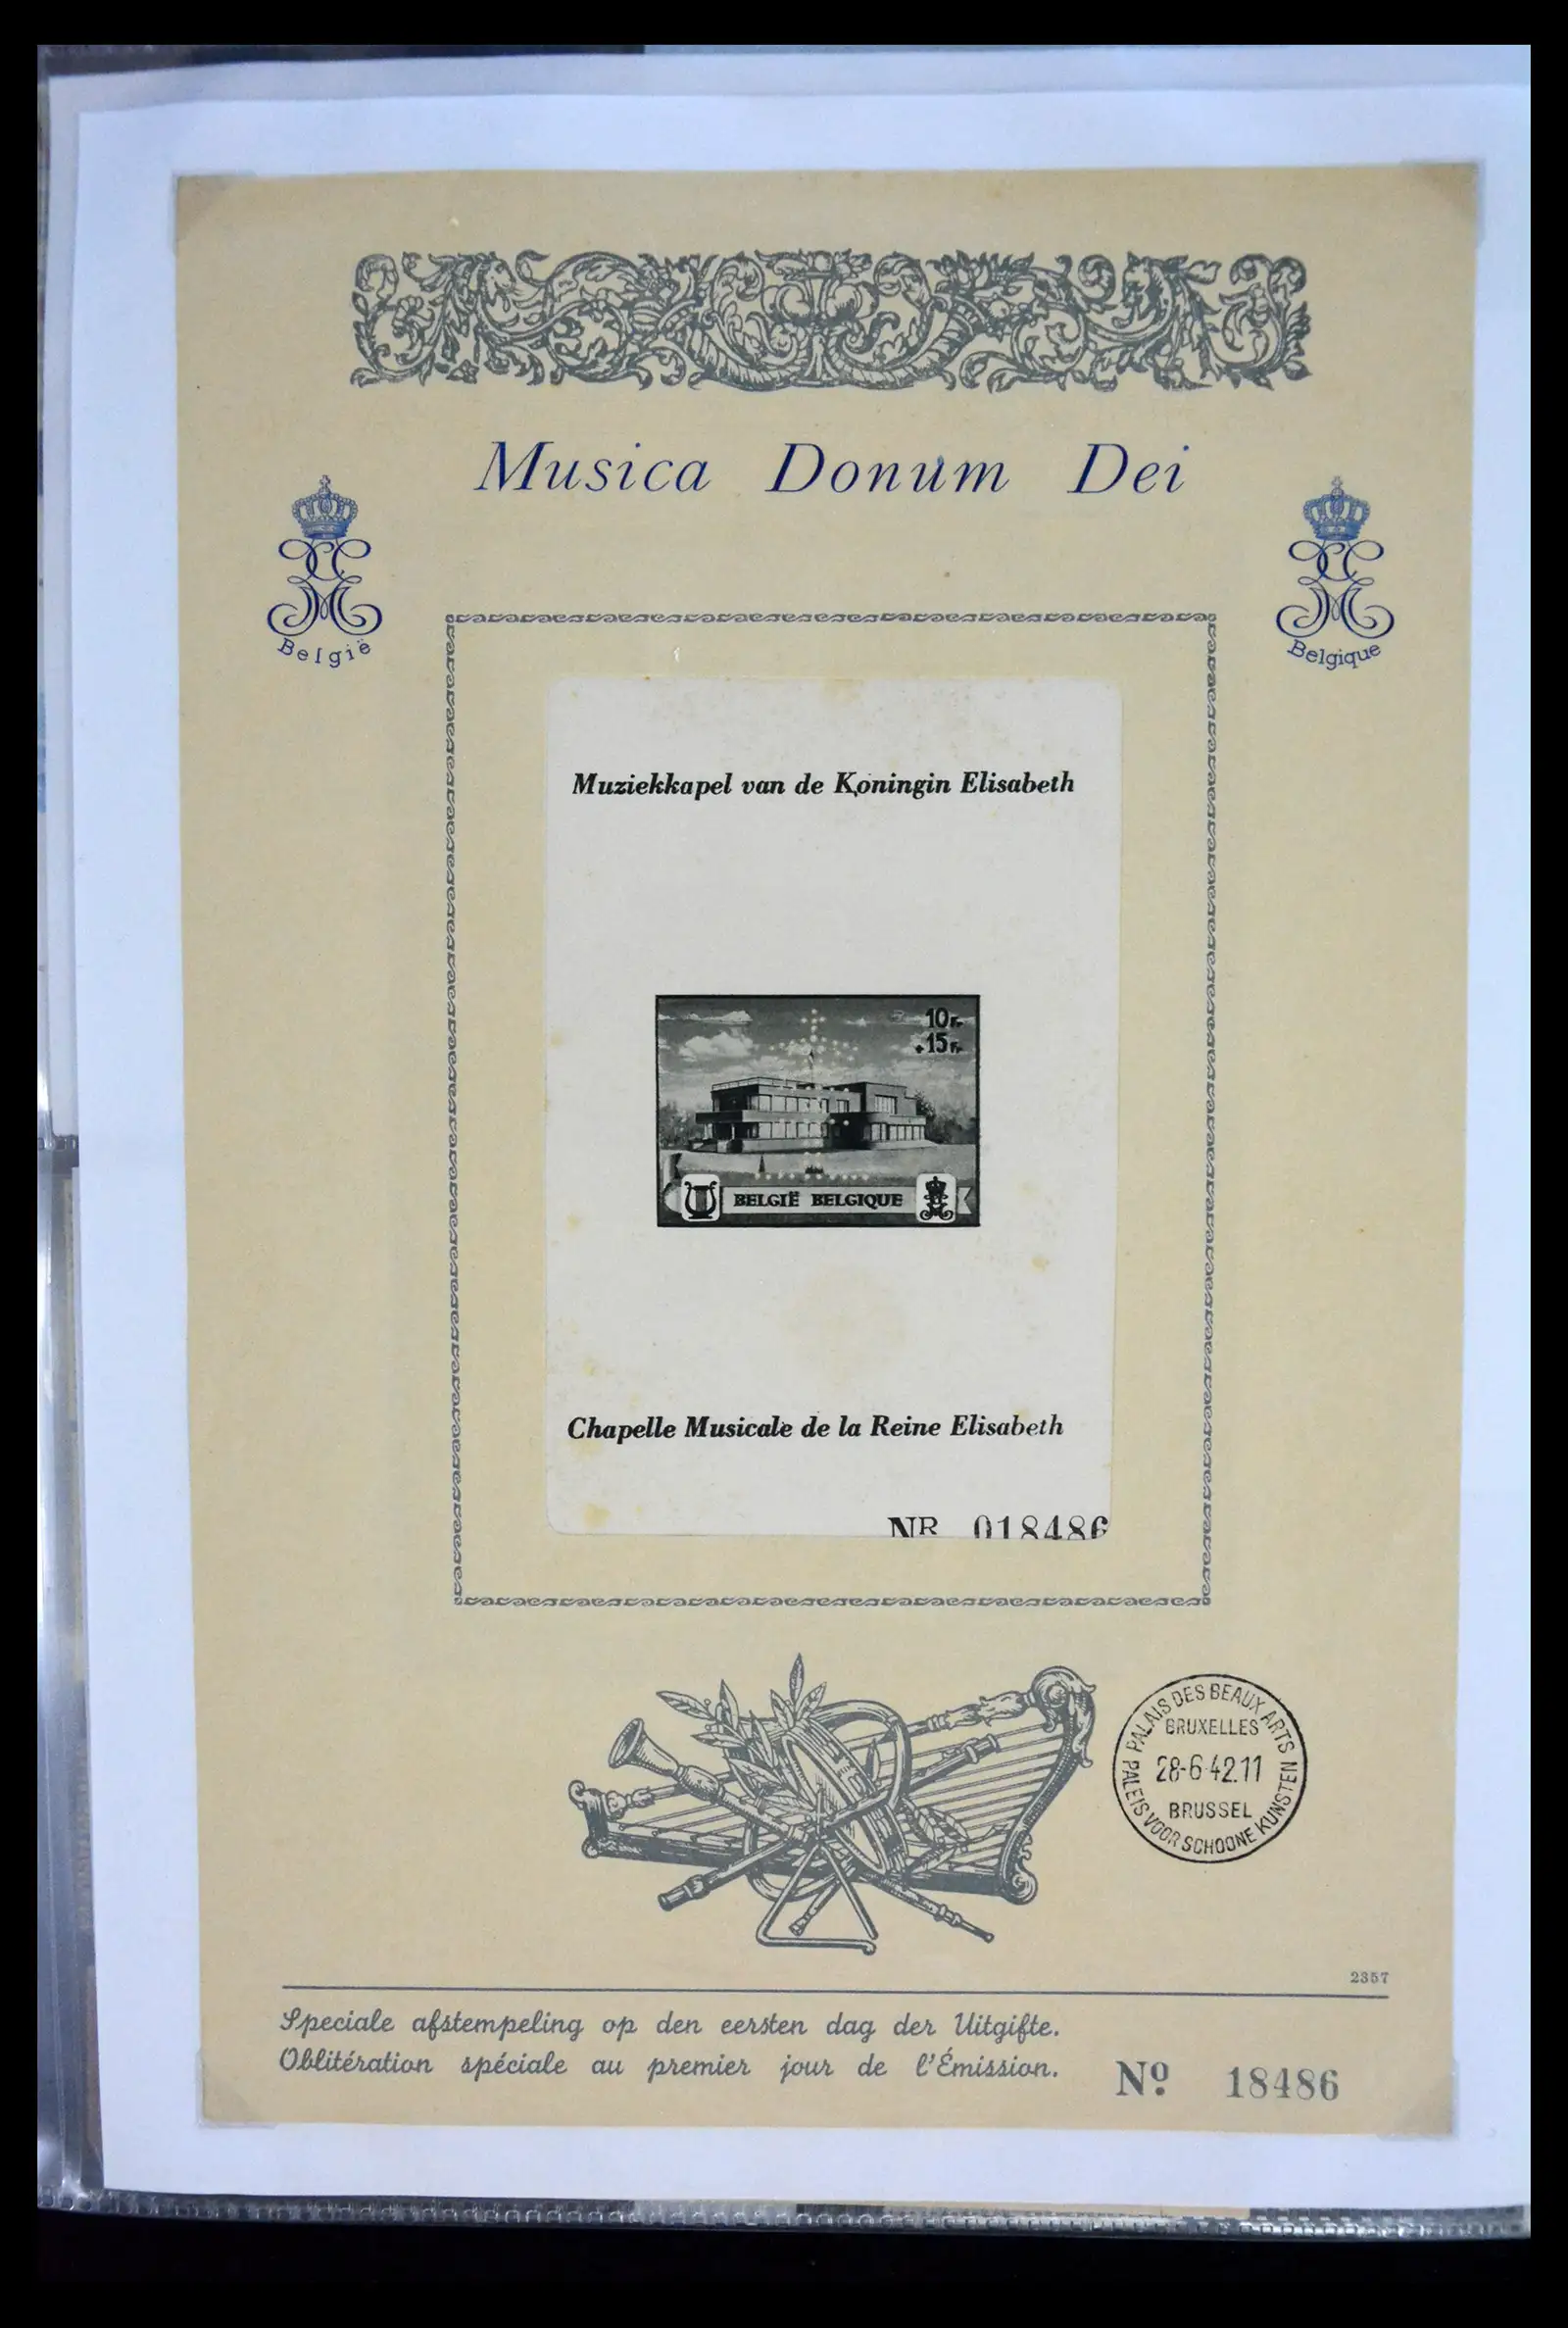 Musica Donum Dei
België
Belgique
Muziekkapel van de Koningin Elisabeth
10Fr
+15Fr
BELGIË BELGIQUE
Chapelle Musicale de la Reine Elisabeth
NR 018486
PALAIS DES BEAUX ARTS
BRUXELLES
28-6-42.11
BRUSSEL
PALEIS VOOR SCHOONE KUNSTEN
2357
Speciale afstempeling op den eersten dag der Uitgifte.
Oblitération spéciale au premier jour de l'Émission.
Nº 18486